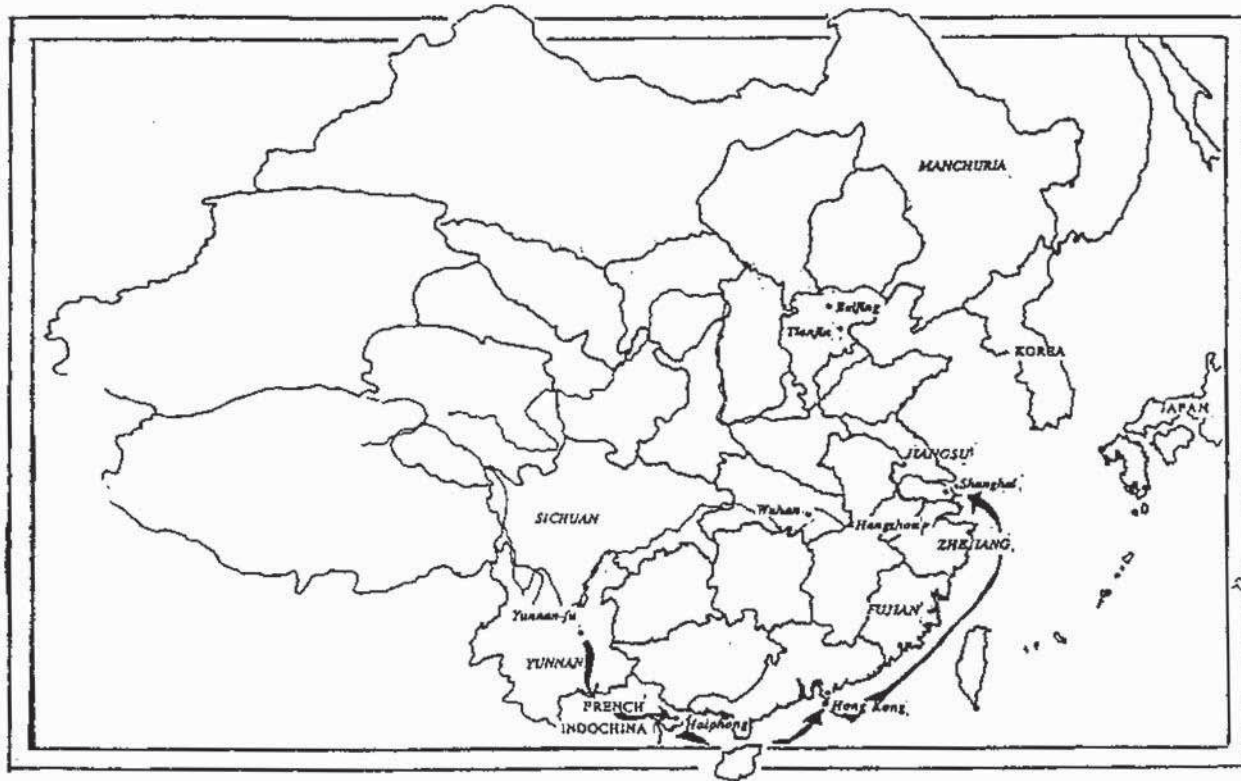 MANCHURIA
Beijing
Tianjin
KOREA
JAPAN
JIANGSU
Shanghai
SICHUAN
Wuhan
Hangzhou
ZHEJIANG
Yunnan-fu
FUJIAN
YUNNAN
FRENCH
INDOCHINA
Haiphong
Hong Kong